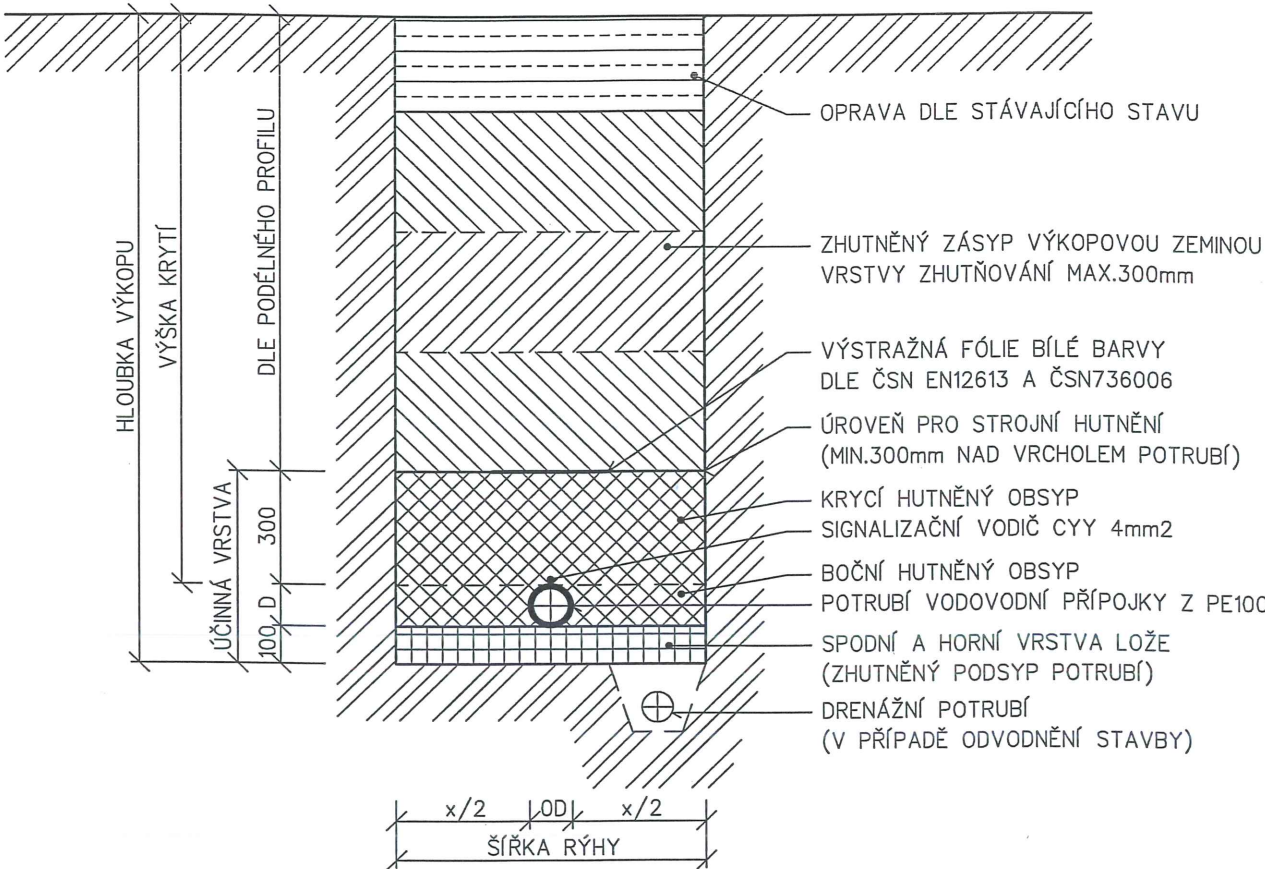 OPRAVA DLE STÁVAJÍCÍHO STAVU
ZHUTNĚNÝ ZÁSYP VÝKOPOVOU ZEMINOU
VRSTVY ZHUTŇOVÁNÍ MAX.300mm
VÝSTRAŽNÁ FÓLIE BÍLÉ BARVY
DLE ČSN EN12613 A ČSN736006
ÚROVEŇ PRO STROJNÍ HUTNĚNÍ
(MIN.300mm NAD VRCHOLEM POTRUBÍ)
KRYCÍ HUTNĚNÝ OBSYP
SIGNALIZAČNÍ VODIČ CYY 4mm2
BOČNÍ HUTNĚNÝ OBSYP
POTRUBÍ VODOVODNÍ PŘÍPOJKY Z PE100
SPODNÍ A HORNÍ VRSTVA LOŽE
(ZHUTNĚNÝ PODSYP POTRUBÍ)
DRENÁŽNÍ POTRUBÍ
(V PŘÍPADĚ ODVODNĚNÍ STAVBY)
HLOUBKA VÝKOPU
VÝŠKA KRYTÍ
DLE PODÉLNÉHO PROFILU
ÚČINNÁ VRSTVA
300
D
100
x/2
OD
x/2
ŠÍŘKA RÝHY